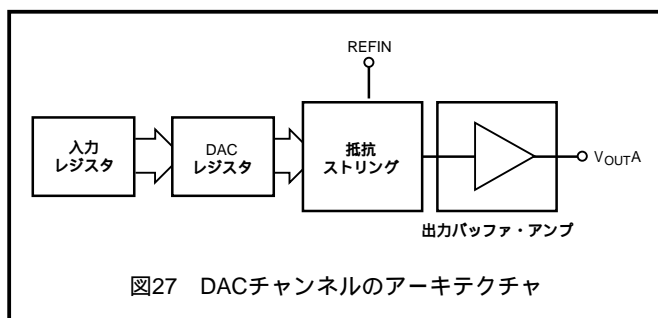 REFIN
入力
レジスタ
DAC
レジスタ
抵抗
ストリング
VOUTA
出力バッファ・アンプ
図27 DACチャンネルのアーキテクチャ